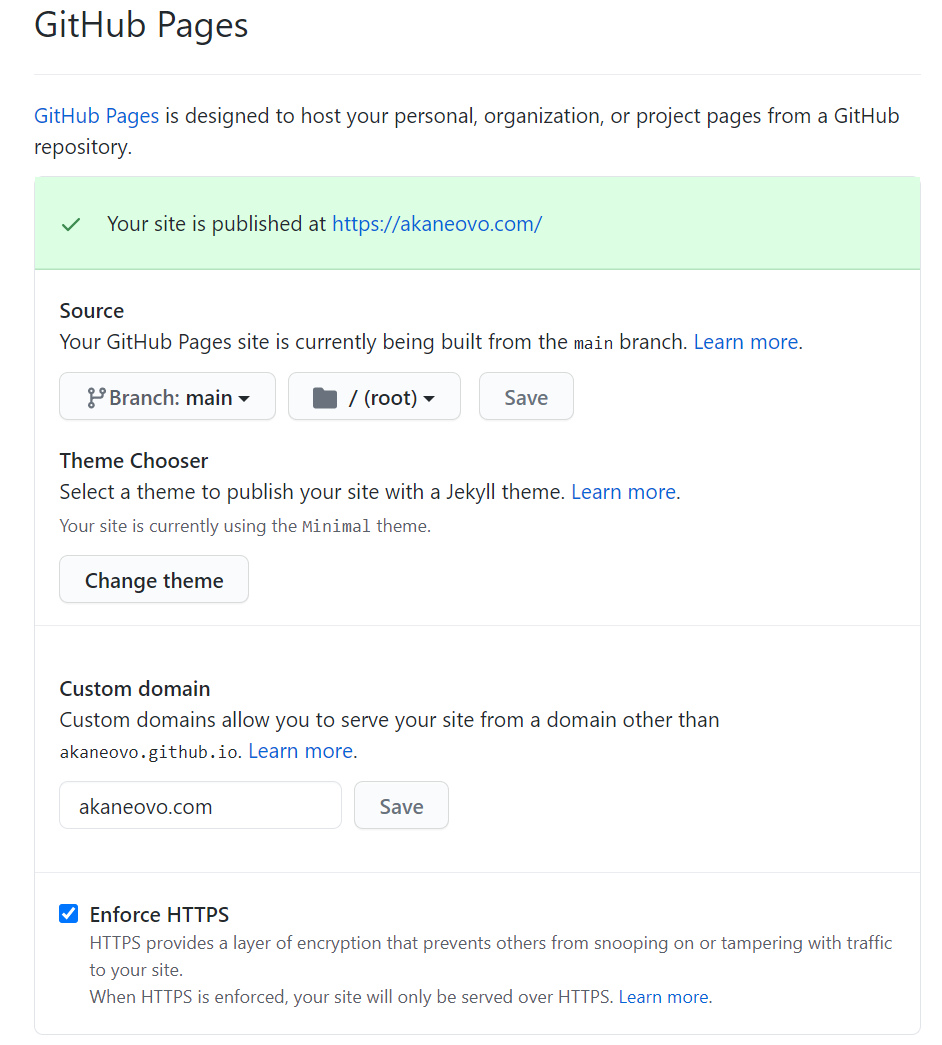 GitHub Pages
GitHub Pages is designed to host your personal, organization, or project pages from a GitHub
repository.
Your site is published at https://akaneovo.com/
Source
Your GitHub Pages site is currently being built from the main branch. Learn more.
Branch: main / (root) Save
Theme Chooser
Select a theme to publish your site with a Jekyll theme. Learn more.
Your site is currently using the Minimal theme.
Change theme
Custom domain
Custom domains allow you to serve your site from a domain other than
akaneovo.github.io. Learn more.
akaneovo.com Save
Enforce HTTPS
HTTPS provides a layer of encryption that prevents others from snooping on or tampering with traffic
to your site.
When HTTPS is enforced, your site will only be served over HTTPS. Learn more.